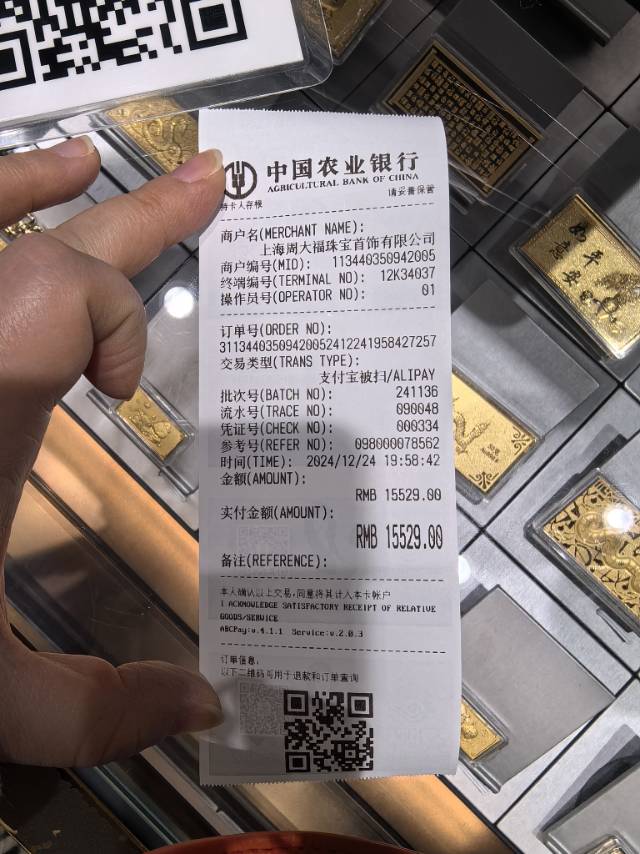 中国农业银行
AGRICULTURAL BANK OF CHINA
持卡人存根 请妥善保管
商户名(MERCHANT NAME):
上海周大福珠宝首饰有限公司
商户编号(MID): 113440350942005
终端编号(TERMINAL NO): 12K34037
操作员号(OPERATOR NO): 01
订单号(ORDER NO):
31134403509420052412241958427257
交易类型(TRANS TYPE):
支付宝被扫/ALIPAY
批次号(BATCH NO): 241136
流水号(TRACE NO): 090048
凭证号(CHECK NO): 000334
参考号(REFER NO): 098000078562
时间(TIME): 2024/12/24 19:58:42
金额(AMOUNT):
RMB 15529.00
实付金额(AMOUNT):
RMB 15529.00
备注(REFERENCE):
本人确认以上交易,同意将其计入本卡帐户
I ACKNOWLEDGE SATISFACTORY RECEIPT OF RELATIVE
GOODS/SERVICE
ABCPay:v.4.1.1 Service:v.2.0.3
订单信息:
以下二维码可用于退款和订单查询